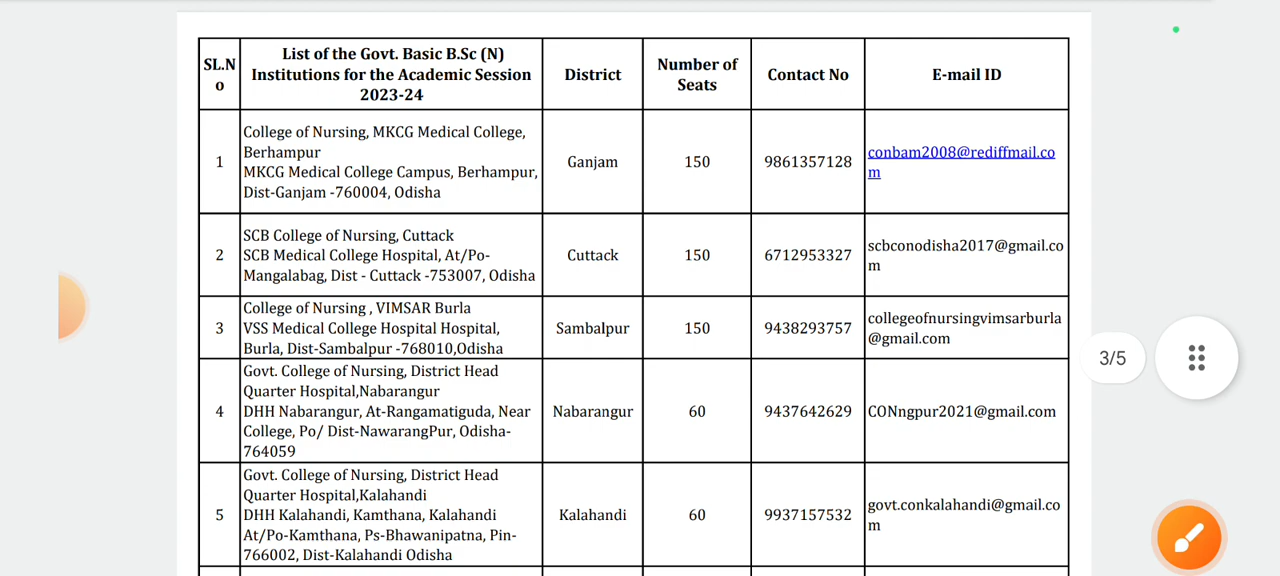 SL.N
o
List of the Govt. Basic B.Sc (N)
Institutions for the Academic Session
2023-24
District
Number of
Seats
Contact No
E-mail ID
1
College of Nursing, MKCG Medical College,
Berhampur
MKCG Medical College Campus, Berhampur,
Dist-Ganjam -760004, Odisha
Ganjam
150
9861357128
conbam2008@rediffmail.co
m
2
SCB College of Nursing, Cuttack
SCB Medical College Hospital, At/Po-
Mangalabag, Dist - Cuttack -753007, Odisha
Cuttack
150
6712953327
scbconodisha2017@gmail.co
m
3
College of Nursing , VIMSAR Burla
VSS Medical College Hospital Hospital,
Burla, Dist-Sambalpur -768010,Odisha
Sambalpur
150
9438293757
collegeofnursingvimsarburla
@gmail.com
4
Govt. College of Nursing, District Head
Quarter Hospital,Nabarangur
DHH Nabarangur, At-Rangamatiguda, Near
College, Po/ Dist-NawarangPur, Odisha-
764059
Nabarangur
60
9437642629
CONngpur2021@gmail.com
5
Govt. College of Nursing, District Head
Quarter Hospital,Kalahandi
DHH Kalahandi, Kamthana, Kalahandi
At/Po-Kamthana, Ps-Bhawanipatna, Pin-
766002, Dist-Kalahandi Odisha
Kalahandi
60
9937157532
govt.conkalahandi@gmail.co
m
3/5